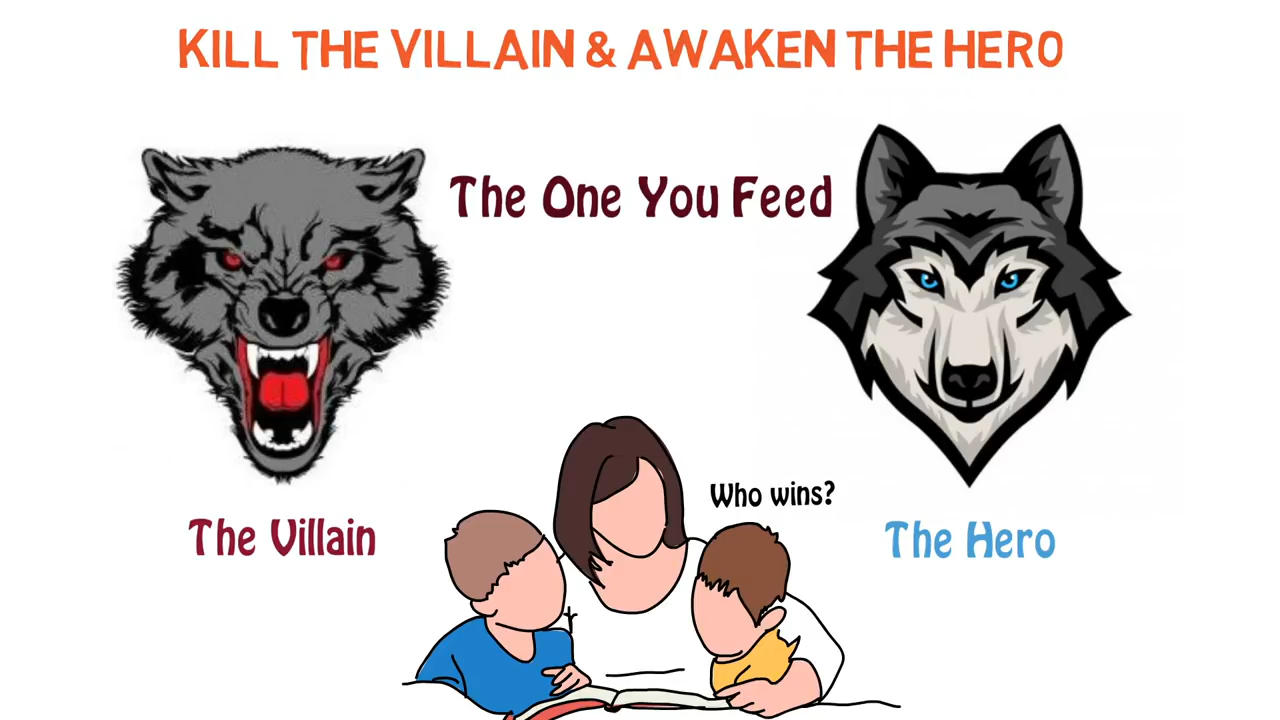 KILL THE VILLAIN & AWAKEN THE HERO
The One You Feed
Who wins?
The Villain
The Hero